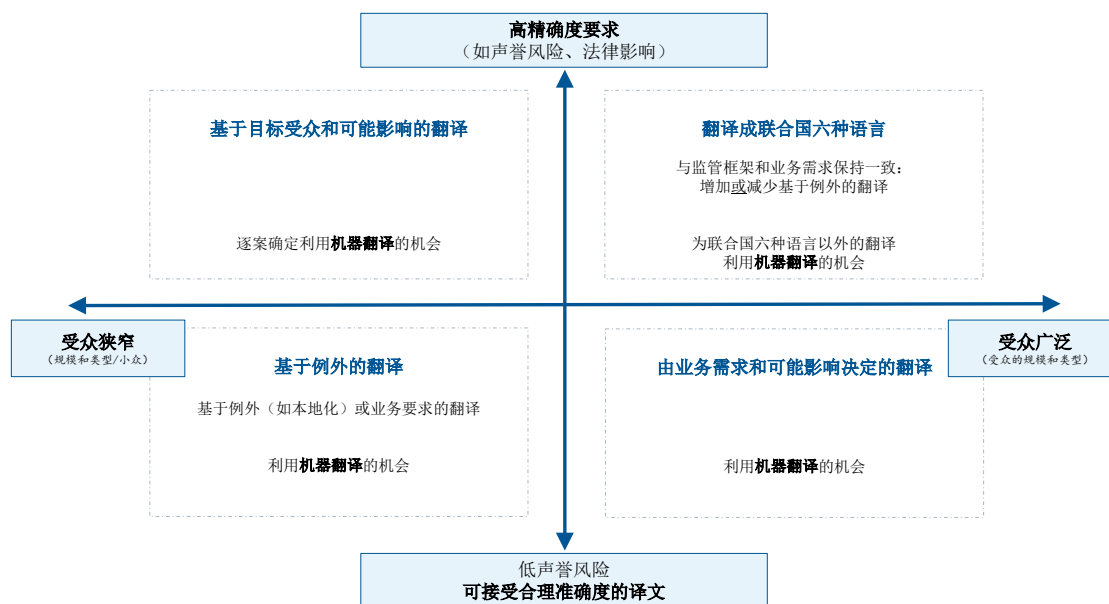 高精确度要求
（如声誉风险、法律影响）
基于目标受众和可能影响的翻译
逐案确定利用机器翻译的机会
翻译成联合国六种语言
与监管框架和业务需求保持一致：
增加或减少基于例外的翻译
为联合国六种语言以外的翻译
利用机器翻译的机会
受众狭窄
（规模和类型/小众）
受众广泛
（受众的规模和类型）
基于例外的翻译
基于例外（如本地化）或业务要求的翻译
利用机器翻译的机会
由业务需求和可能影响决定的翻译
利用机器翻译的机会
低声誉风险
可接受合理准确度的译文